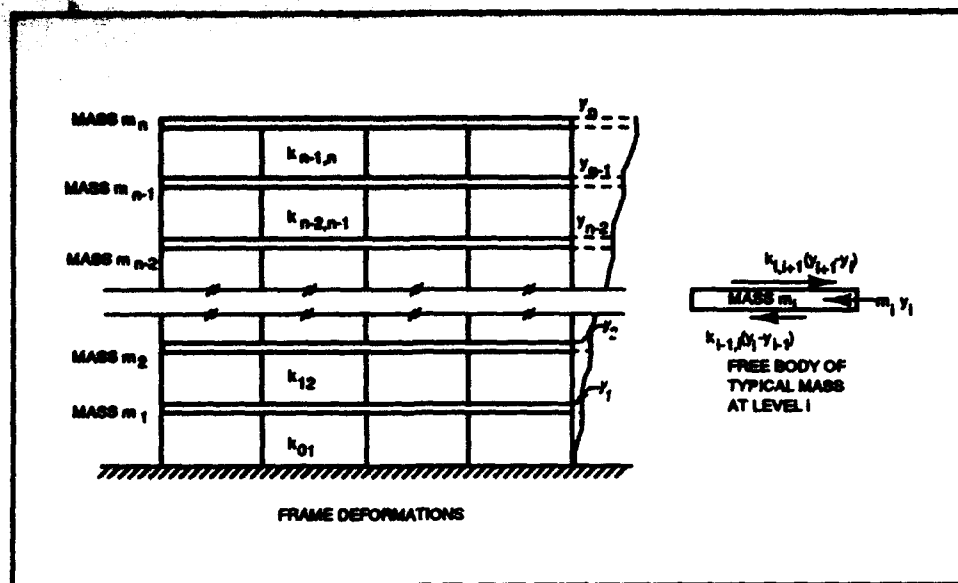 MASS m n
y n
k n-1,n
MASS m n-1
y n-1
k n-2,n-1
y n-2
MASS m n-2
k i,i+1(y i+1-y i)
MASS m i
m i y i
k i-1,i(y i-y i-1)
y 2
MASS m 2
k 12
y 1
MASS m 1
k 01
FREE BODY OF
TYPICAL MASS
AT LEVEL I
FRAME DEFORMATIONS